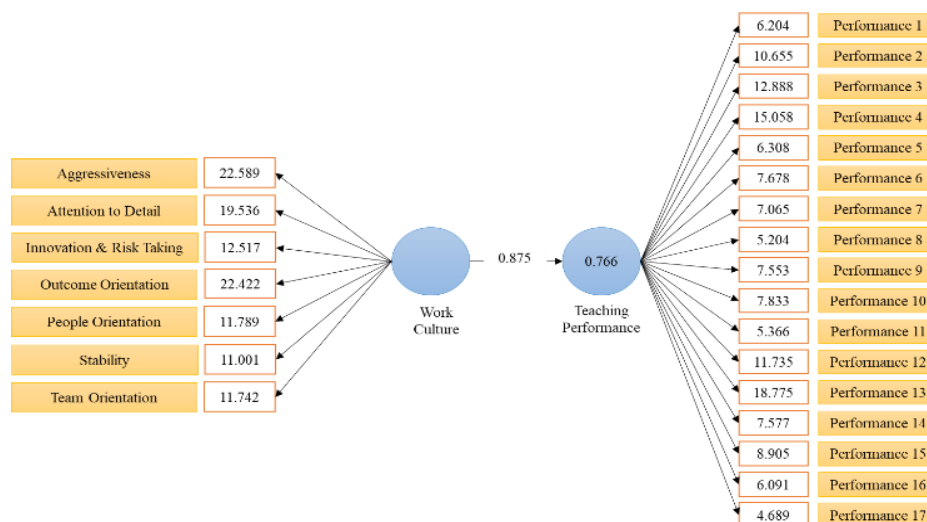 Aggressiveness 22.589
Attention to Detail 19.536
Innovation & Risk Taking 12.517
Outcome Orientation 22.422
People Orientation 11.789
Stability 11.001
Team Orientation 11.742
Work
Culture
0.875
0.766
Teaching
Performance
6.204 Performance 1
10.655 Performance 2
12.888 Performance 3
15.058 Performance 4
6.308 Performance 5
7.678 Performance 6
7.065 Performance 7
5.204 Performance 8
7.553 Performance 9
7.833 Performance 10
5.366 Performance 11
11.735 Performance 12
18.775 Performance 13
7.577 Performance 14
8.905 Performance 15
6.091 Performance 16
4.689 Performance 17